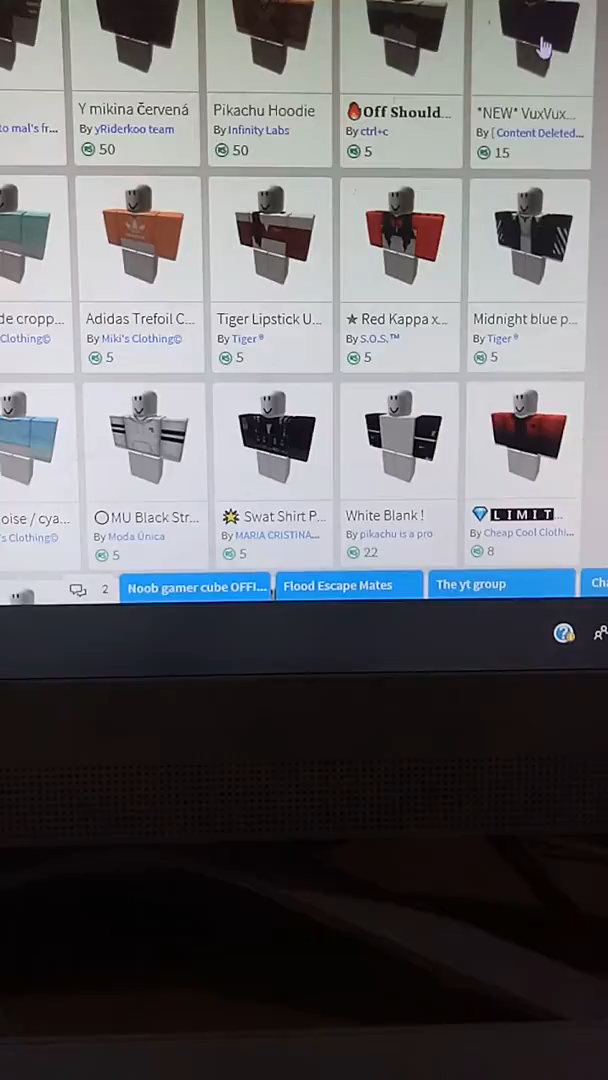 Y mikina červená
Pikachu Hoodie
🔥Off Should...
*NEW* VuxVux...
to mal's fr...
By yRiderkoo team
By Infinity Labs
By ctrl+c
By [ Content Deleted...
50
50
5
15
de cropp...
Adidas Trefoil C...
Tiger Lipstick U...
★ Red Kappa x...
Midnight blue p...
Clothing©
By Miki's Clothing©
By Tiger®
By S.O.S.™
By Tiger®
5
5
5
5
oise / cya...
◯MU Black Str...
🌟 Swat Shirt P...
White Blank !
💎 LIMIT...
's Clothing©
By Moda Única
By MARIA CRISTINA...
By pikachu is a pro
By Cheap Cool Clothi...
5
5
22
8
2
Noob gamer cube OFFI...
Flood Escape Mates
The yt group
Cha